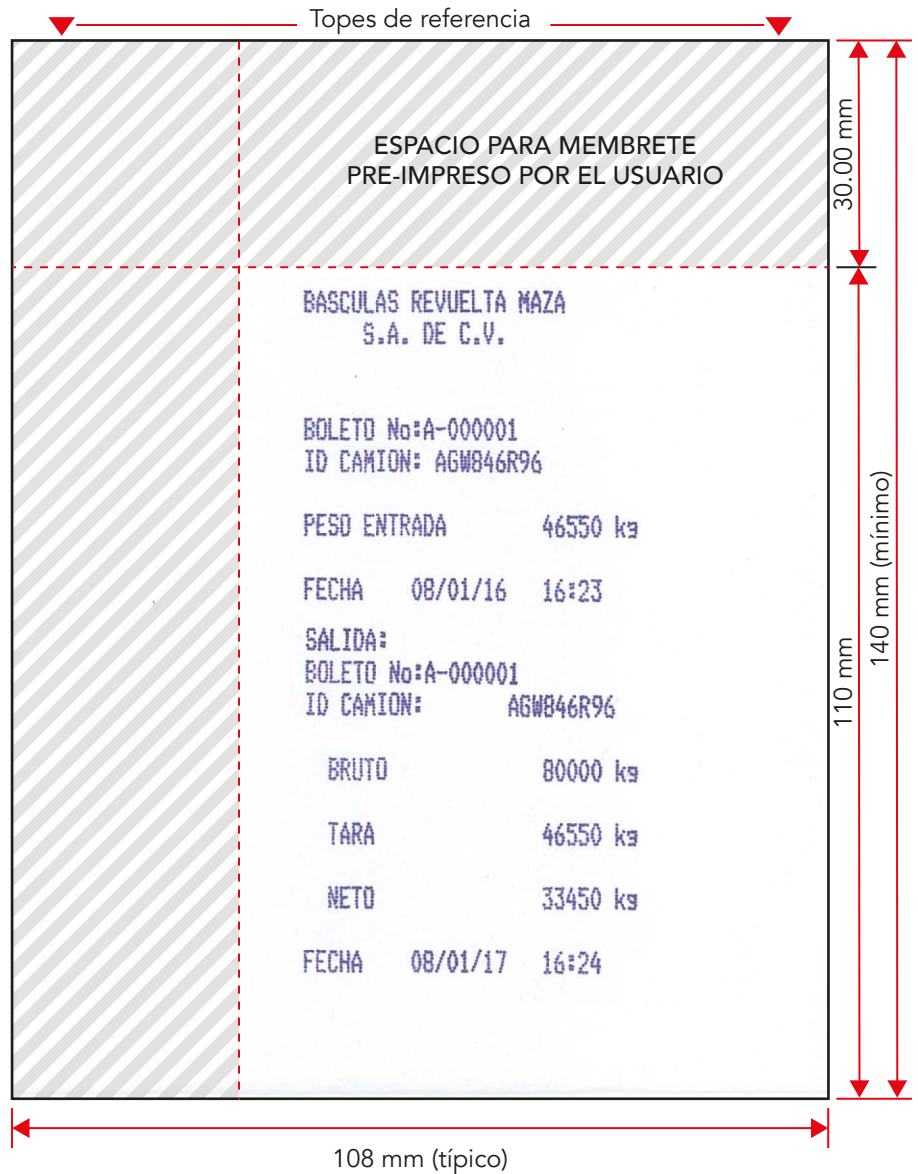 Topes de referencia
ESPACIO PARA MEMBRETE
PRE-IMPRESO POR EL USUARIO
30.00 mm
BASCULAS REVUELTA MAZA
S.A. DE C.V.
BOLETO No:A-000001
ID CAMION: AGW846R96
PESO ENTRADA 46550 kg
FECHA 08/01/16 16:23
SALIDA:
BOLETO No:A-000001
ID CAMION: AGW846R96
BRUTO 80000 kg
TARA 46550 kg
NETO 33450 kg
FECHA 08/01/17 16:24
110 mm
140 mm (mínimo)
108 mm (típico)